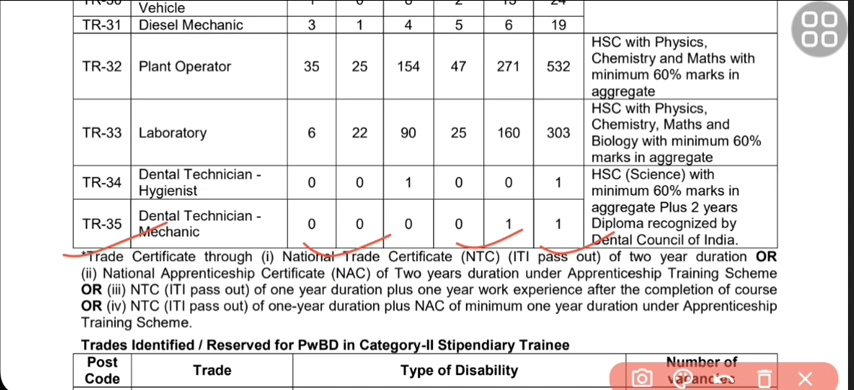 Vehicle
TR-31 Diesel Mechanic 3 1 4 5 6 19
TR-32 Plant Operator 35 25 154 47 271 532 HSC with Physics,
Chemistry and Maths with
minimum 60% marks in
aggregate
TR-33 Laboratory 6 22 90 25 160 303 HSC with Physics,
Chemistry, Maths and
Biology with minimum 60%
marks in aggregate
TR-34 Dental Technician -
Hygienist 0 0 1 0 0 1 HSC (Science) with
minimum 60% marks in
aggregate Plus 2 years
Diploma recognized by
Dental Council of India.
TR-35 Dental Technician -
Mechanic 0 0 0 0 1 1
*Trade Certificate through (i) National Trade Certificate (NTC) (ITI pass out) of two year duration OR
(ii) National Apprenticeship Certificate (NAC) of Two years duration under Apprenticeship Training Scheme
OR (iii) NTC (ITI pass out) of one year duration plus one year work experience after the completion of course
OR (iv) NTC (ITI pass out) of one-year duration plus NAC of minimum one year duration under Apprenticeship
Training Scheme.
Trades Identified / Reserved for PwBD in Category-II Stipendiary Trainee
Post
Code Trade Type of Disability Number of
vacancies